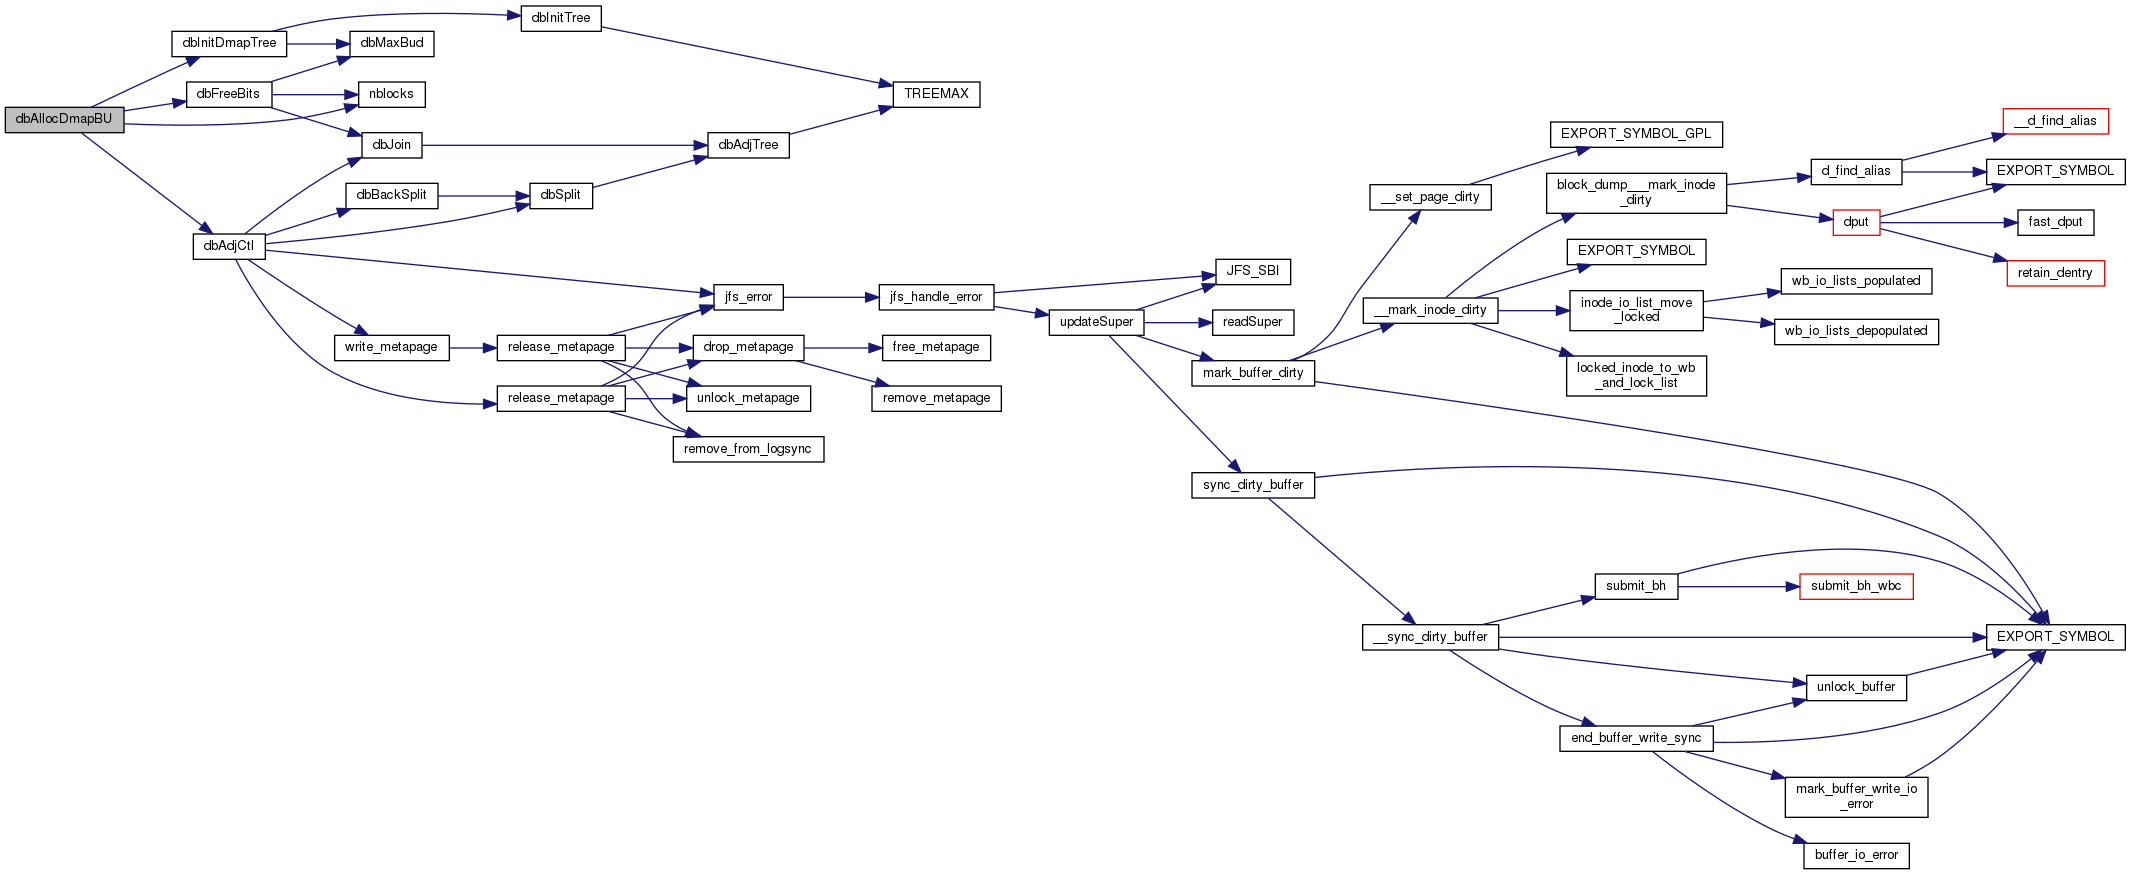 dbAllocDmapBU
dbInitDmapTree
dbFreeBits
dbAdjCtl
dbMaxBud
nblocks
dbJoin
dbBackSplit
write_metapage
dbInitTree
dbSplit
release_metapage
release_metapage
TREEMAX
dbAdjTree
jfs_error
drop_metapage
unlock_metapage
remove_from_logsync
jfs_handle_error
free_metapage
remove_metapage
updateSuper
JFS_SBI
readSuper
mark_buffer_dirty
sync_dirty_buffer
__set_page_dirty
__mark_inode_dirty
__sync_dirty_buffer
EXPORT_SYMBOL_GPL
block_dump___mark_inode
_dirty
EXPORT_SYMBOL
inode_io_list_move
_locked
locked_inode_to_wb
_and_lock_list
submit_bh
end_buffer_write_sync
d_find_alias
dput
wb_io_lists_populated
wb_io_lists_depopulated
submit_bh_wbc
unlock_buffer
mark_buffer_write_io
_error
buffer_io_error
__d_find_alias
EXPORT_SYMBOL
fast_dput
retain_dentry
EXPORT_SYMBOL